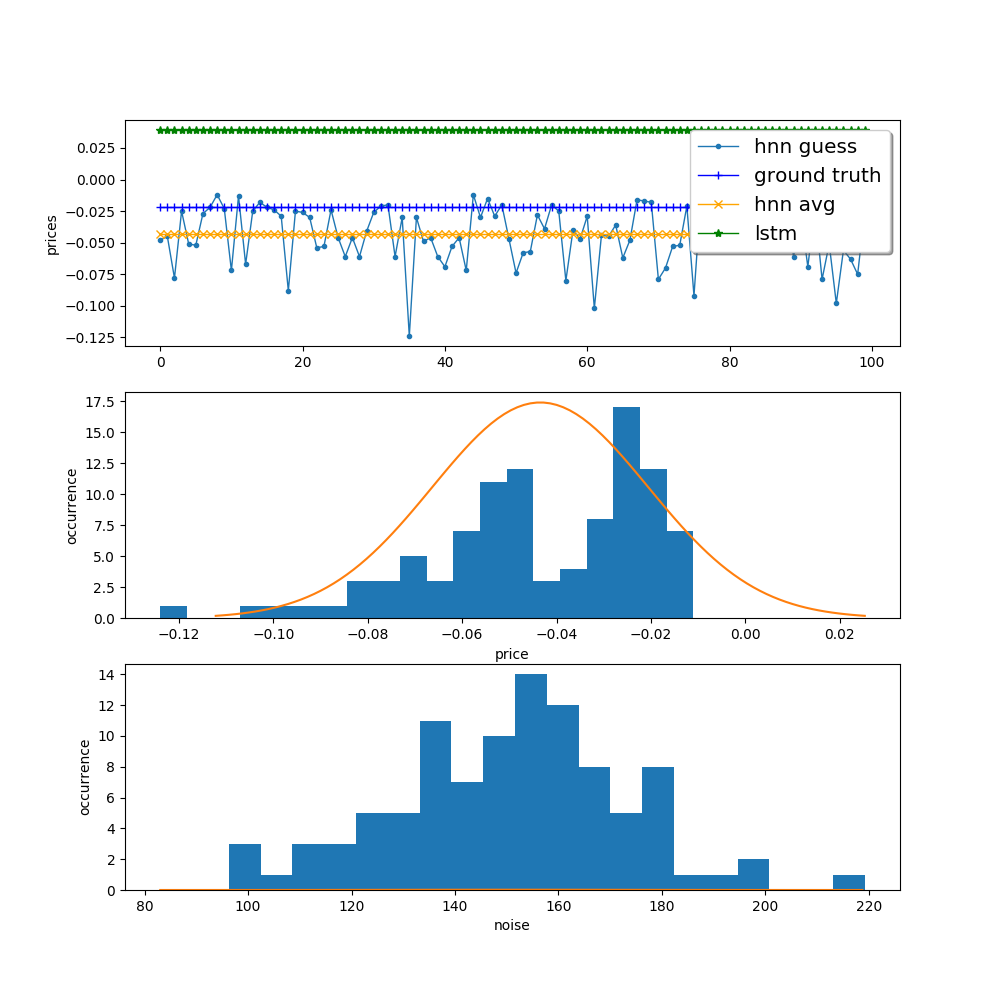 0.025
0.000
−0.025
−0.050
−0.075
−0.100
−0.125
prices
hnn guess
ground truth
hnn avg
lstm
0 20 40 60 80 100
17.5
15.0
12.5
10.0
7.5
5.0
2.5
0.0
occurrence
−0.12 −0.10 −0.08 −0.06 −0.04 −0.02 0.00 0.02
price
14
12
10
8
6
4
2
0
occurrence
80 100 120 140 160 180 200 220
noise